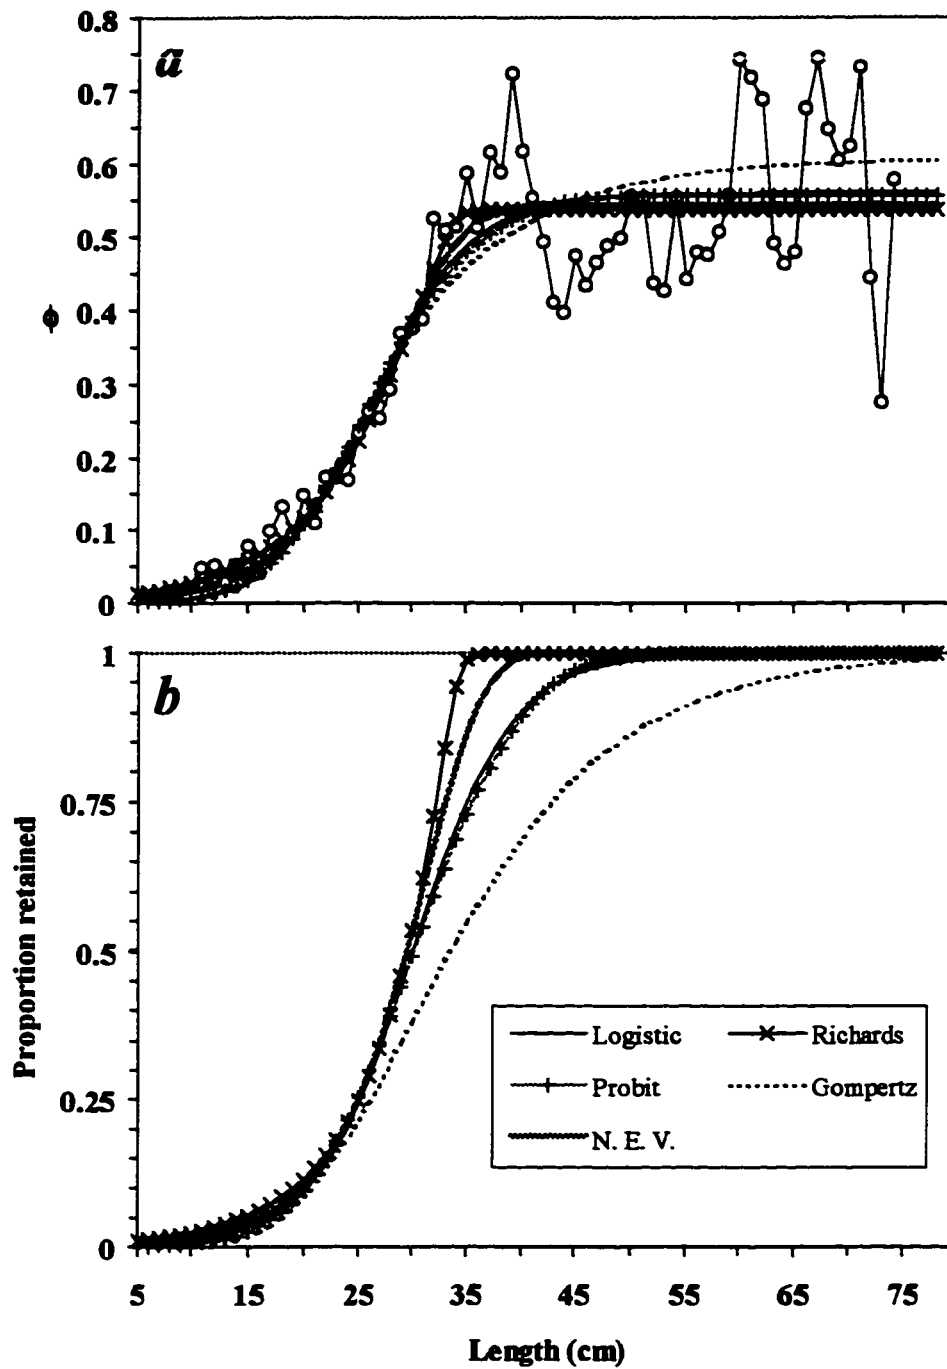 a
0.8
0.7
0.6
0.5
0.4
0.3
0.2
0.1
0
ϕ
b
1
0.75
0.5
0.25
0
Proportion retained
Logistic
Richards
Probit
Gompertz
N. E. V.
5 15 25 35 45 55 65 75
Length (cm)